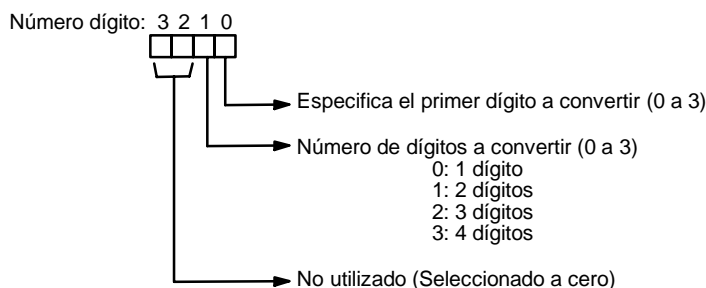 Número dígito: 3 2 1 0
Especifica el primer dígito a convertir (0 a 3)
Número de dígitos a convertir (0 a 3)
0: 1 dígito
1: 2 dígitos
2: 3 dígitos
3: 4 dígitos
No utilizado (Seleccionado a cero)